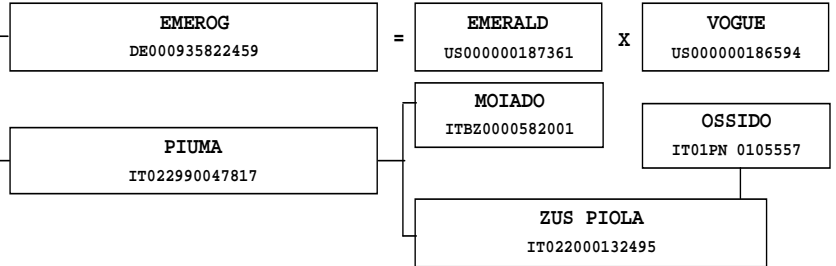 EMEROG
DE000935822459
=
EMERALD
US000000187361
X
VOGUE
US000000186594
MOIADO
ITBZ0000582001
OSSIDO
IT01PN 0105557
PIUMA
IT022990047817
ZUS PIOLA
IT022000132495